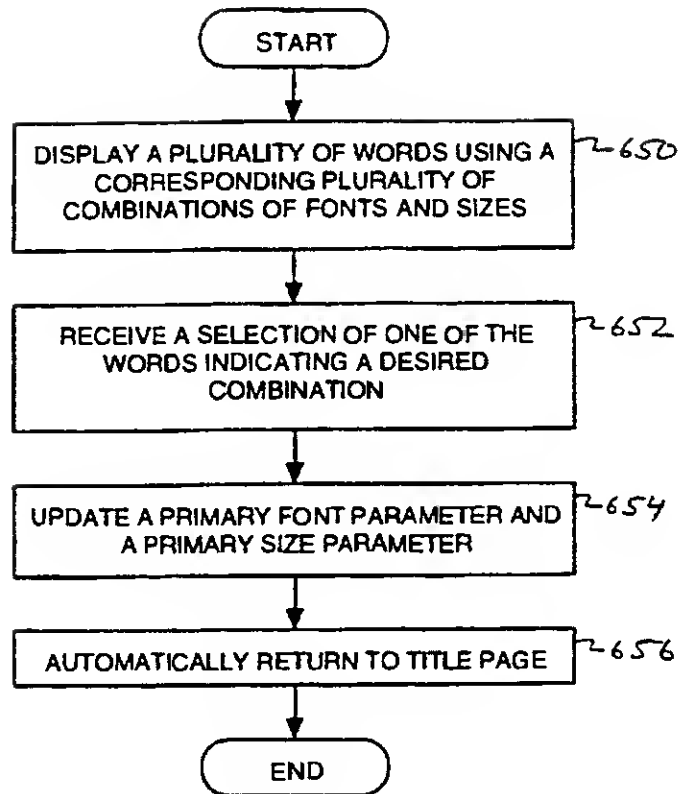 START
DISPLAY A PLURALITY OF WORDS USING A
CORRESPONDING PLURALITY OF
COMBINATIONS OF FONTS AND SIZES
650
RECEIVE A SELECTION OF ONE OF THE
WORDS INDICATING A DESIRED
COMBINATION
652
UPDATE A PRIMARY FONT PARAMETER AND
A PRIMARY SIZE PARAMETER
654
AUTOMATICALLY RETURN TO TITLE PAGE
656
END